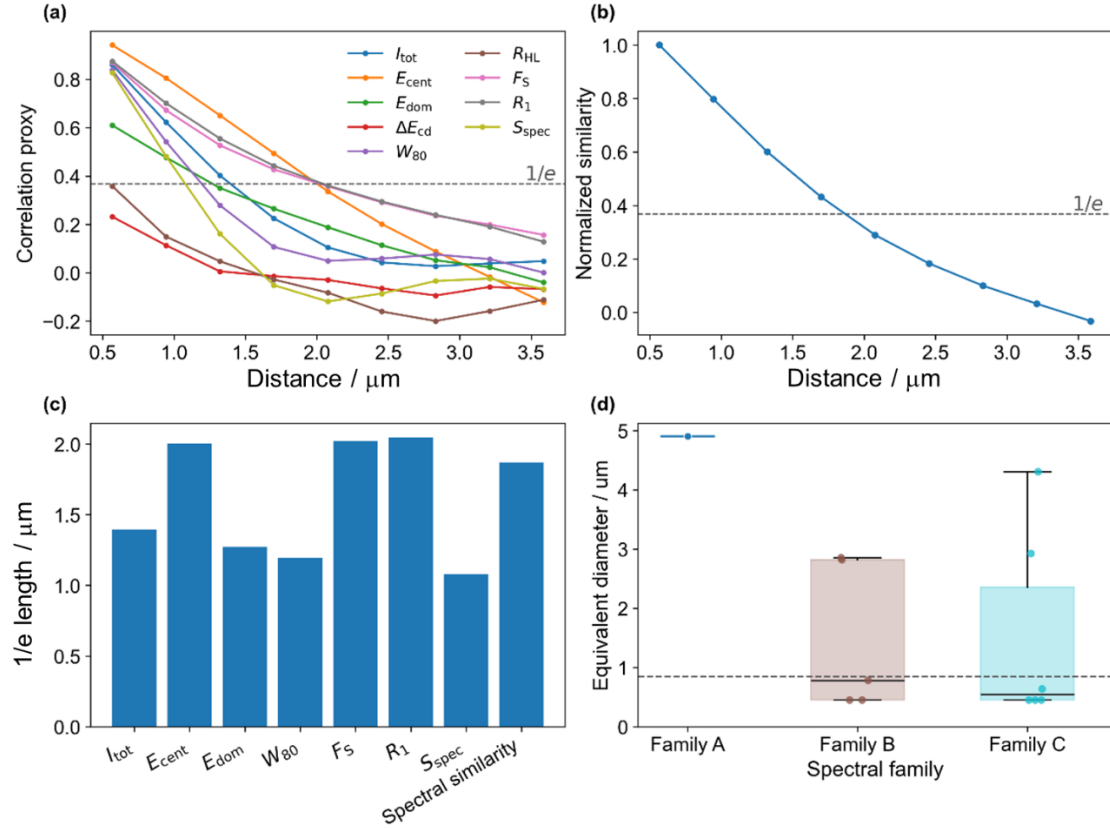 (a)
Correlation proxy
0.8
0.6
0.4
0.2
0.0
−0.2
0.5 1.0 1.5 2.0 2.5 3.0 3.5
Distance / μm
I_tot
E_cent
E_dom
ΔE_cd
W_80
R_HL
F_S
R_1
S_spec
1/e
(b)
Normalized similarity
1.0
0.8
0.6
0.4
0.2
0.0
0.5 1.0 1.5 2.0 2.5 3.0 3.5
Distance / μm
1/e
(c)
1/e length / μm
2.0
1.5
1.0
0.5
0.0
I_tot E_cent E_dom W_80 F_S R_1 S_spec Spectral similarity
(d)
Equivalent diameter / um
5
4
3
2
1
0
Family A Family B Family C
Spectral family